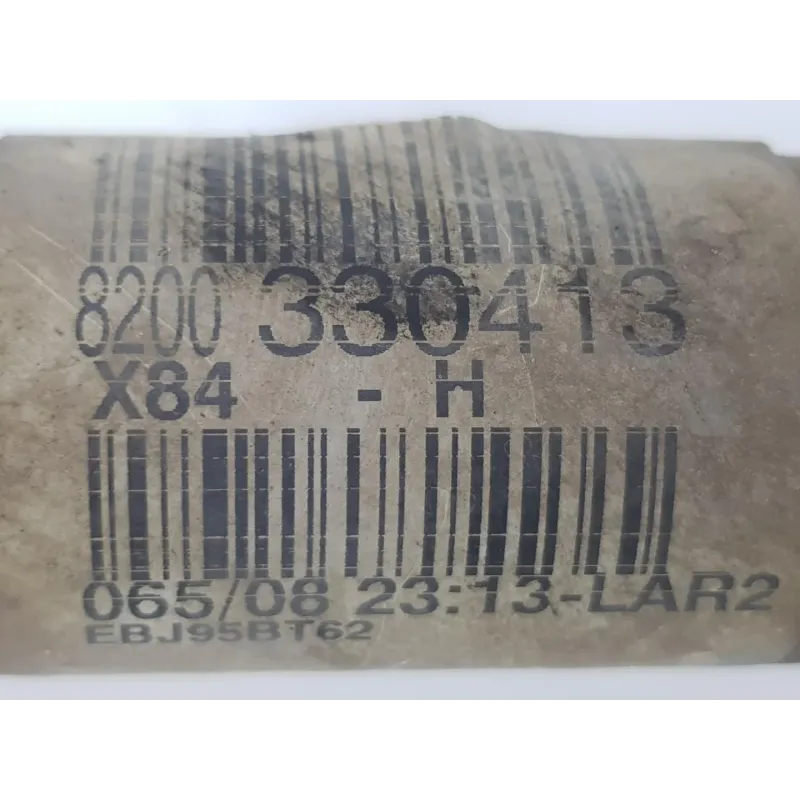 8200 330413
X84 - H
065/08 23:13-LAR2
EBJ95BT62